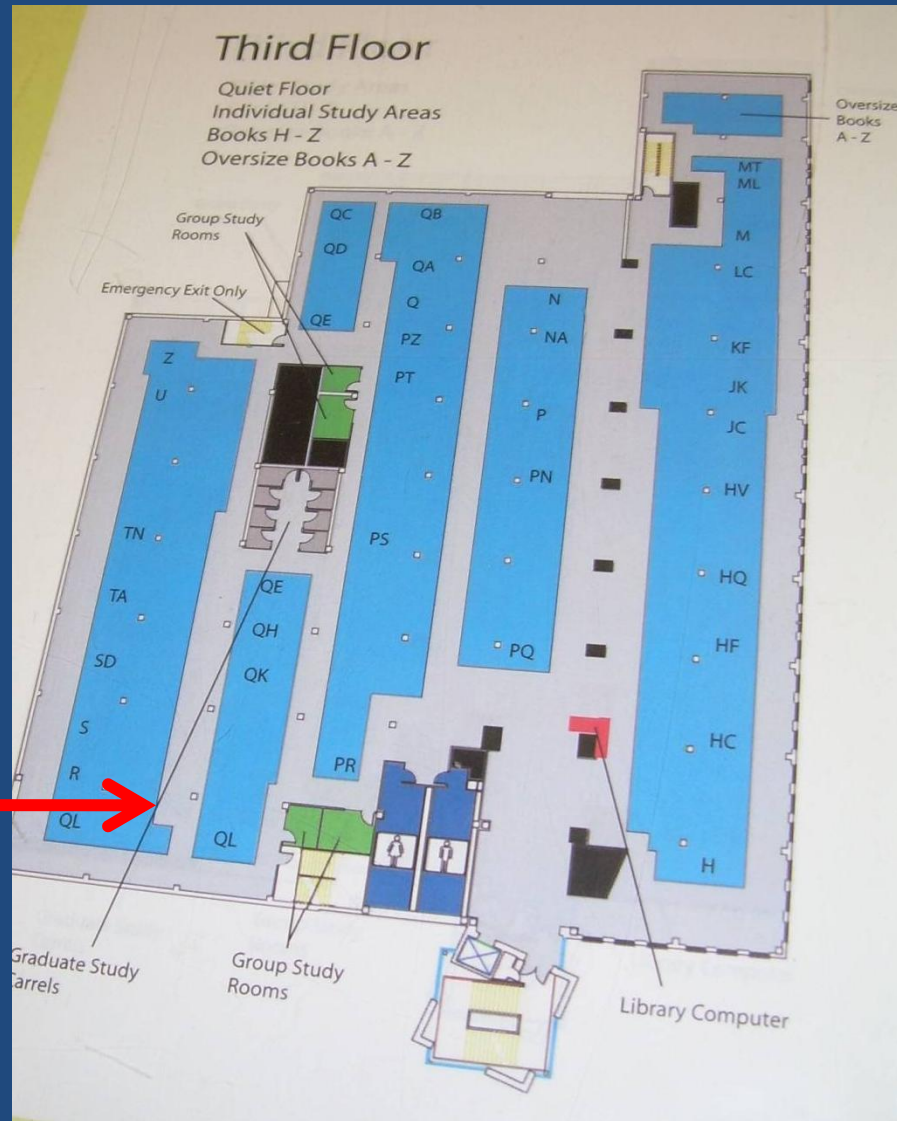 Third Floor
Quiet Floor
Individual Study Areas
Books H - Z
Oversize Books A - Z
Oversize
Books
A - Z
MT
ML
M
LC
KF
JK
JC
HV
HQ
HF
HC
H
Group Study
Rooms
Emergency Exit Only
QC
QD
QE
QB
QA
Q
PZ
PT
PS
PR
N
NA
P
PN
PQ
Z
U
TN
TA
SD
S
R
QL
QE
QH
QK
QL
Graduate Study
Carrels
Group Study
Rooms
Library Computer